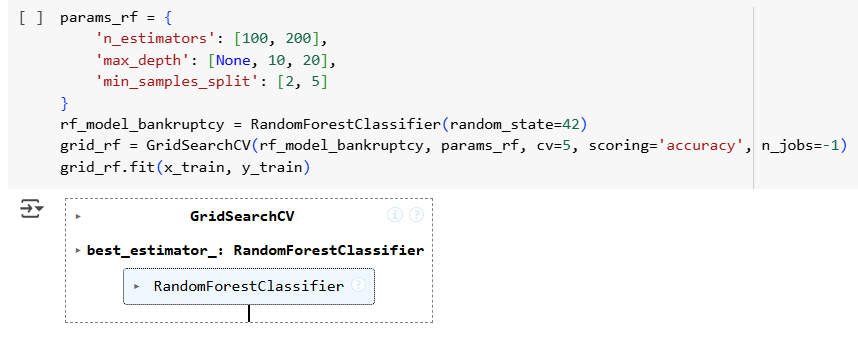 [ ] params_rf = {
'n_estimators': [100, 200],
'max_depth': [None, 10, 20],
'min_samples_split': [2, 5]
}
rf_model_bankruptcy = RandomForestClassifier(random_state=42)
grid_rf = GridSearchCV(rf_model_bankruptcy, params_rf, cv=5, scoring='accuracy', n_jobs=-1)
grid_rf.fit(x_train, y_train)
GridSearchCV i ?
best_estimator_: RandomForestClassifier
RandomForestClassifier ?